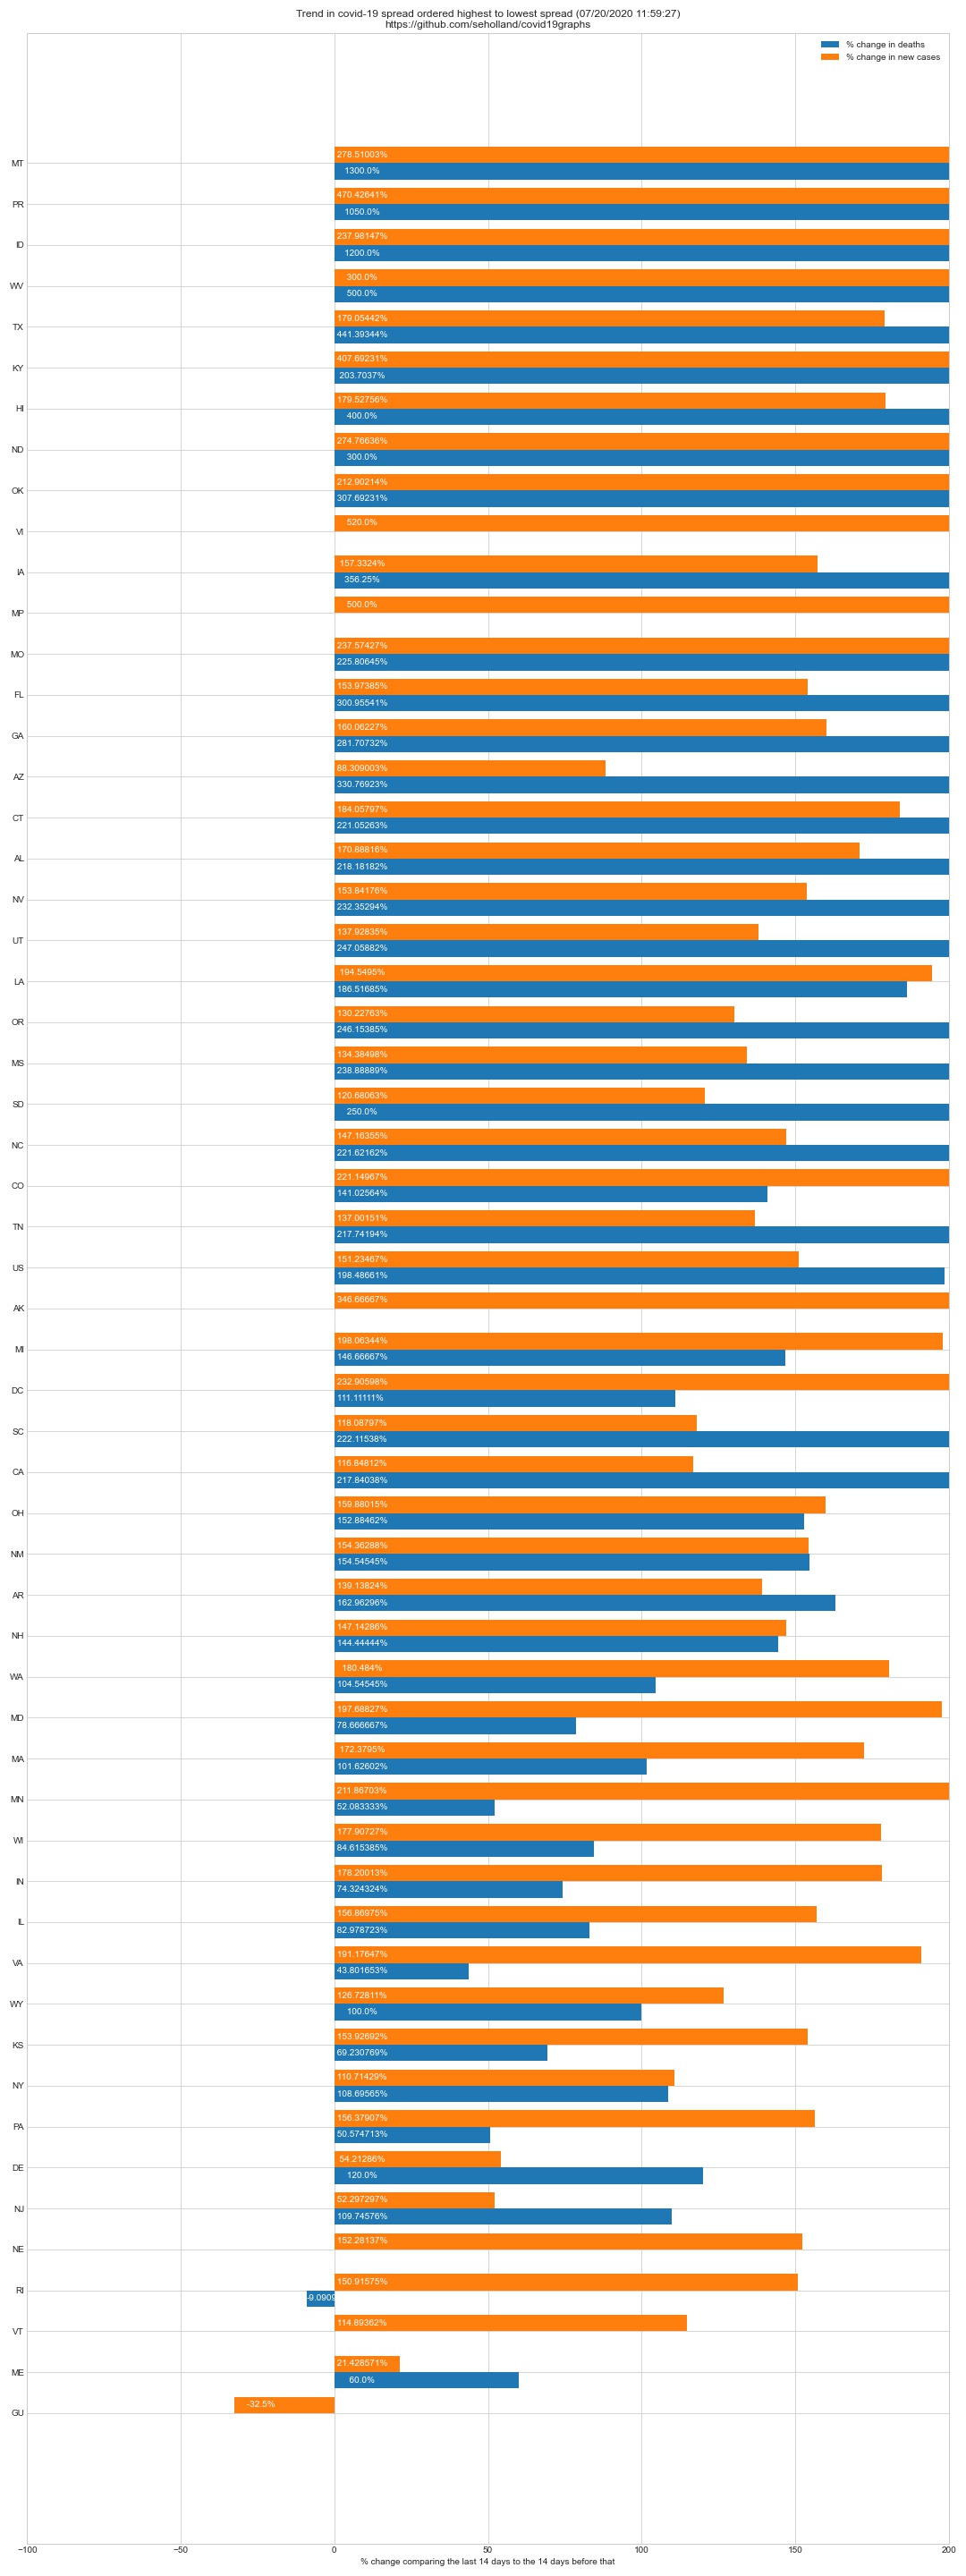 Trend in covid-19 spread ordered highest to lowest spread (07/20/2020 11:59:27)
https://github.com/seholland/covid19graphs
% change in deaths
% change in new cases
278.51003%
MT
1300.0%
470.42641%
PR
1050.0%
237.98147%
ID
1200.0%
300.0%
WV
500.0%
179.05442%
TX
441.39344%
407.69231%
KY
203.7037%
179.52756%
HI
400.0%
274.76636%
ND
300.0%
212.90214%
OK
307.69231%
520.0%
VI
157.3324%
IA
356.25%
500.0%
MP
237.57427%
MO
225.80645%
153.97385%
FL
300.95541%
160.06227%
GA
281.70732%
88.309003%
AZ
330.76923%
184.05797%
CT
221.05263%
170.88816%
AL
218.18182%
153.84176%
NV
232.35294%
137.92835%
UT
247.05882%
194.5495%
LA
186.51685%
130.22763%
OR
246.15385%
134.38498%
MS
238.88889%
120.68063%
SD
250.0%
147.16355%
NC
221.62162%
221.14967%
CO
141.02564%
137.00151%
TN
217.74194%
151.23467%
US
198.48661%
346.66667%
AK
198.06344%
MI
146.66667%
232.90598%
DC
111.11111%
118.08797%
SC
222.11538%
116.84812%
CA
217.84038%
159.88015%
OH
152.88462%
154.36288%
NM
154.54545%
139.13824%
AR
162.96296%
147.14286%
NH
144.44444%
180.484%
WA
104.54545%
197.68827%
MD
78.666667%
172.3795%
MA
101.62602%
211.86703%
MN
52.083333%
177.90727%
WI
84.615385%
178.20013%
IN
74.324324%
156.86975%
IL
82.978723%
191.17647%
VA
43.801653%
126.72811%
WY
100.0%
153.92692%
KS
69.230769%
110.71429%
NY
108.69565%
156.37907%
PA
50.574713%
54.21286%
DE
120.0%
52.297297%
NJ
109.74576%
152.28137%
NE
150.91575%
RI
-9.0909
114.89362%
VT
21.428571%
ME
60.0%
-32.5%
GU
−100 −50 0 50 100 150 200
% change comparing the last 14 days to the 14 days before that